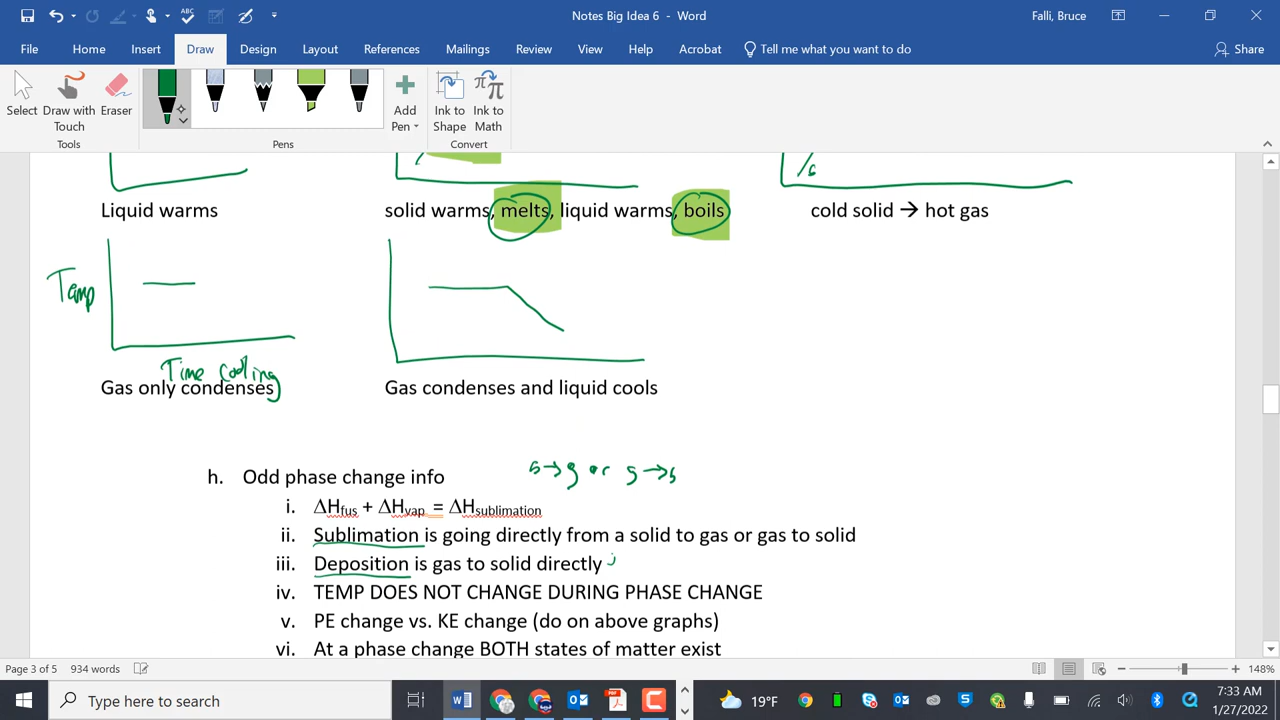 Notes Big Idea 6 - Word
Falli, Bruce
File Home Insert Draw Design Layout References Mailings Review View Help Acrobat Tell me what you want to do Share
Select Draw with Touch Eraser Add Pen Ink to Shape Ink to Math
Tools Pens Convert
Liquid warms
solid warms, melts, liquid warms, boils
cold solid → hot gas
Temp
Time cooling
Gas only condenses
Gas condenses and liquid cools
h. Odd phase change info
s→g or g→s
i. ΔHfus + ΔHvap = ΔHsublimation
ii. Sublimation is going directly from a solid to gas or gas to solid
iii. Deposition is gas to solid directly
iv. TEMP DOES NOT CHANGE DURING PHASE CHANGE
v. PE change vs. KE change (do on above graphs)
vi. At a phase change BOTH states of matter exist
Page 3 of 5 934 words 148%
Type here to search
19°F
7:33 AM
1/27/2022